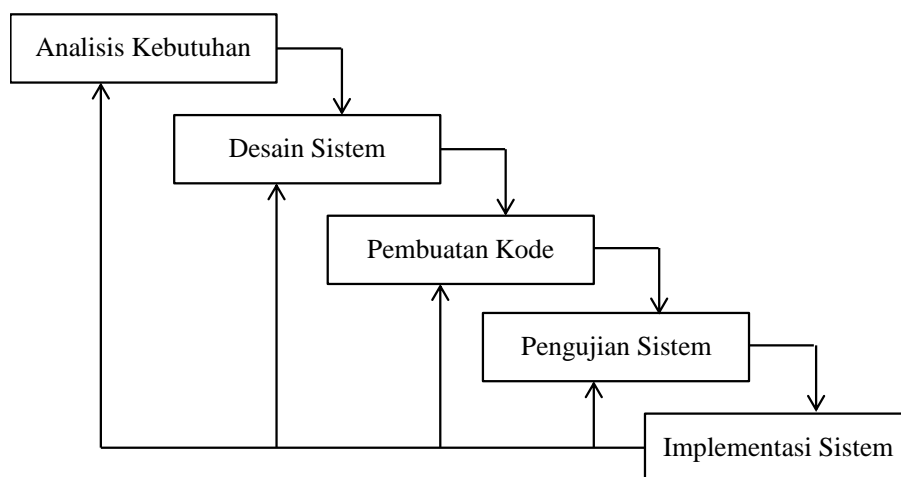 Analisis Kebutuhan
Desain Sistem
Pembuatan Kode
Pengujian Sistem
Implementasi Sistem